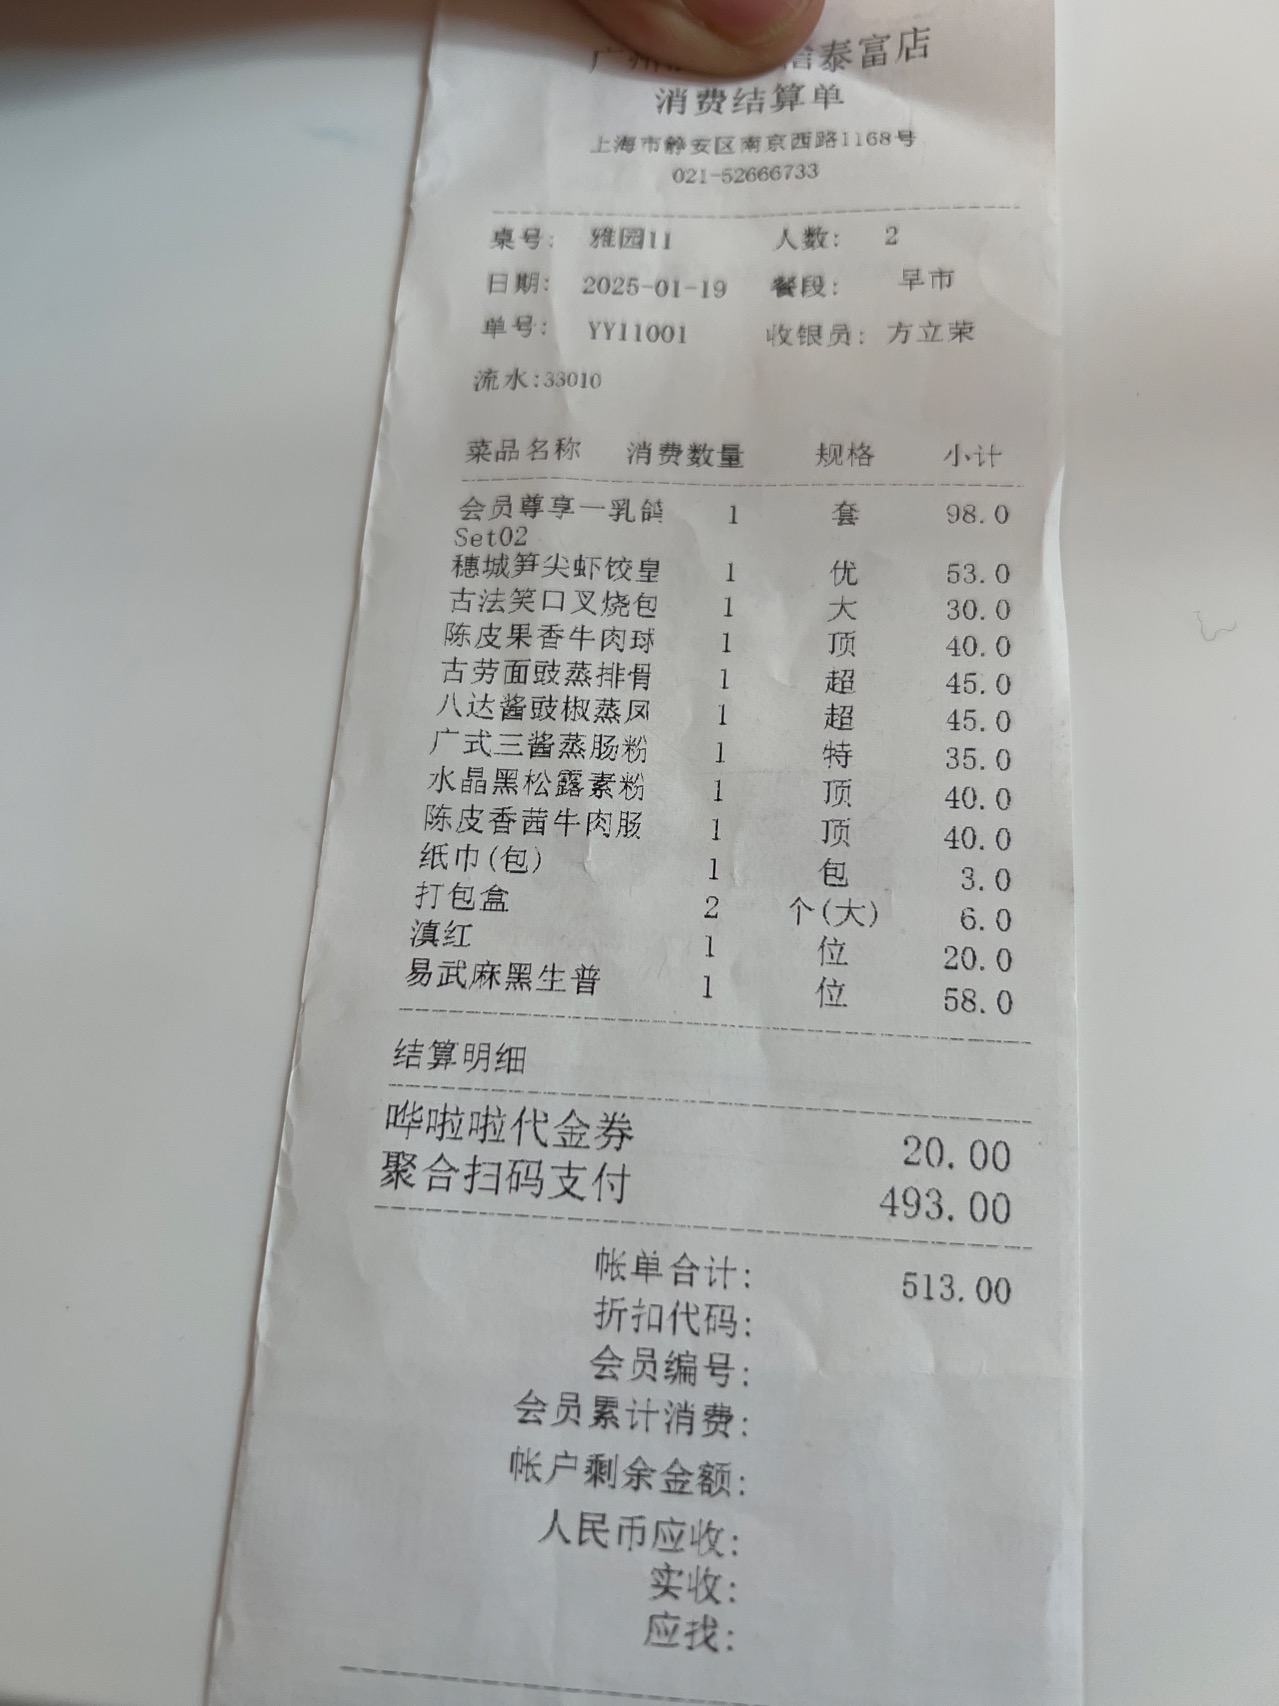 广州 泰富店
消费结算单
上海市静安区南京西路1168号
021-52666733
桌号: 雅园11 人数: 2
日期: 2025-01-19 餐段: 早市
单号: YY11001 收银员: 方立荣
流水:33010
菜品名称 消费数量 规格 小计
会员尊享一乳鸽 1 套 98.0
Set02
穗城笋尖虾饺皇 1 优 53.0
古法笑口叉烧包 1 大 30.0
陈皮果香牛肉球 1 顶 40.0
古劳面豉蒸排骨 1 超 45.0
八达酱豉椒蒸凤 1 超 45.0
广式三酱蒸肠粉 1 特 35.0
水晶黑松露素粉 1 顶 40.0
陈皮香茜牛肉肠 1 顶 40.0
纸巾(包) 1 包 3.0
打包盒 2 个(大) 6.0
滇红 1 位 20.0
易武麻黑生普 1 位 58.0
结算明细
哗啦啦代金券 20.00
聚合扫码支付 493.00
帐单合计: 513.00
折扣代码:
会员编号:
会员累计消费:
帐户剩余金额:
人民币应收:
实收:
应找: